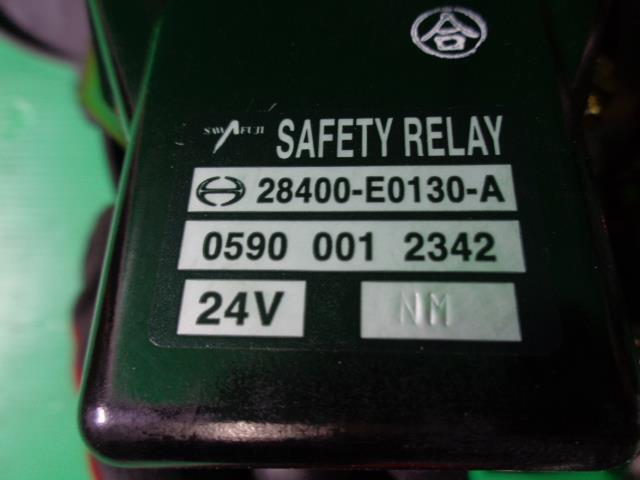 合
SAWAFUJI SAFETY RELAY
28400-E0130-A
0590 001 2342
24V NM